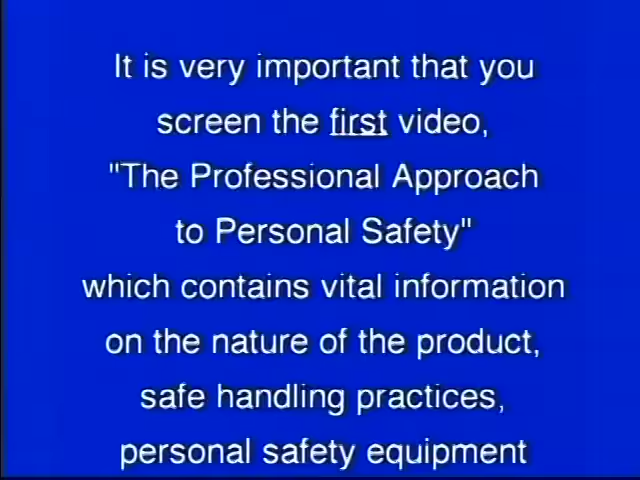 It is very important that you
screen the first video,
"The Professional Approach
to Personal Safety"
which contains vital information
on the nature of the product,
safe handling practices,
personal safety equipment